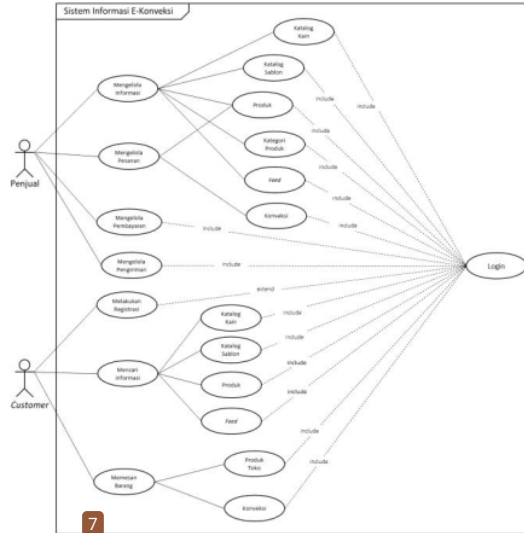 Sistem Informasi E-Konveksi
Katalog
Kain
Katalog
Sablon
Mengelola
Informasi
Produk
include
include
include
Kategori
Produk
include
Mengelola
Pesanan
Penjual
Feed
include
Konveksi
include
Mengelola
Pembayaran
include
Mengelola
Pengiriman
include
Login
Melakukan
Registrasi
extend
Katalog
Kain
include
Katalog
Sablon
include
Mencari
Informasi
Produk
include
Customer
Feed
include
Produk
Toko
include
Memesan
Barang
include
Konveksi
7